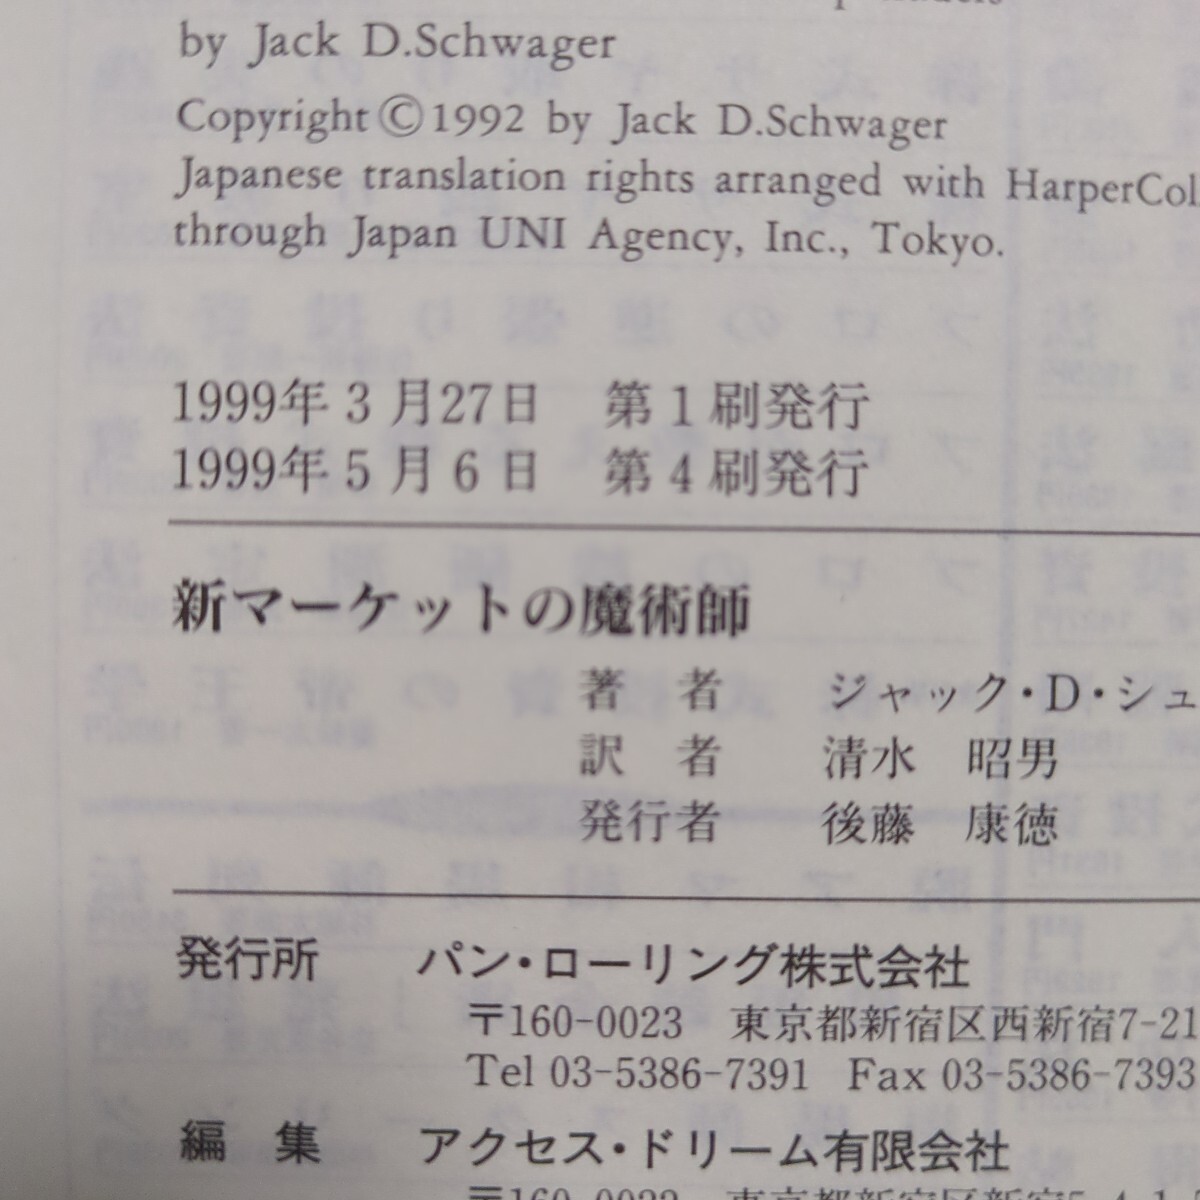 by Jack D.Schwager
Copyright©1992 by Jack D.Schwager
Japanese translation rights arranged with HarperCol
through Japan UNI Agency, Inc., Tokyo.
1999年3月27日 第1刷発行
1999年5月6日 第4刷発行
新マーケットの魔術師
著 者 ジャック・D・シュ
訳 者 清水 昭男
発行者 後藤 康徳
発行所 パン・ローリング株式会社
〒160-0023 東京都新宿区西新宿7-21
Tel 03-5386-7391 Fax 03-5386-7393
編 集 アクセス・ドリーム有限会社